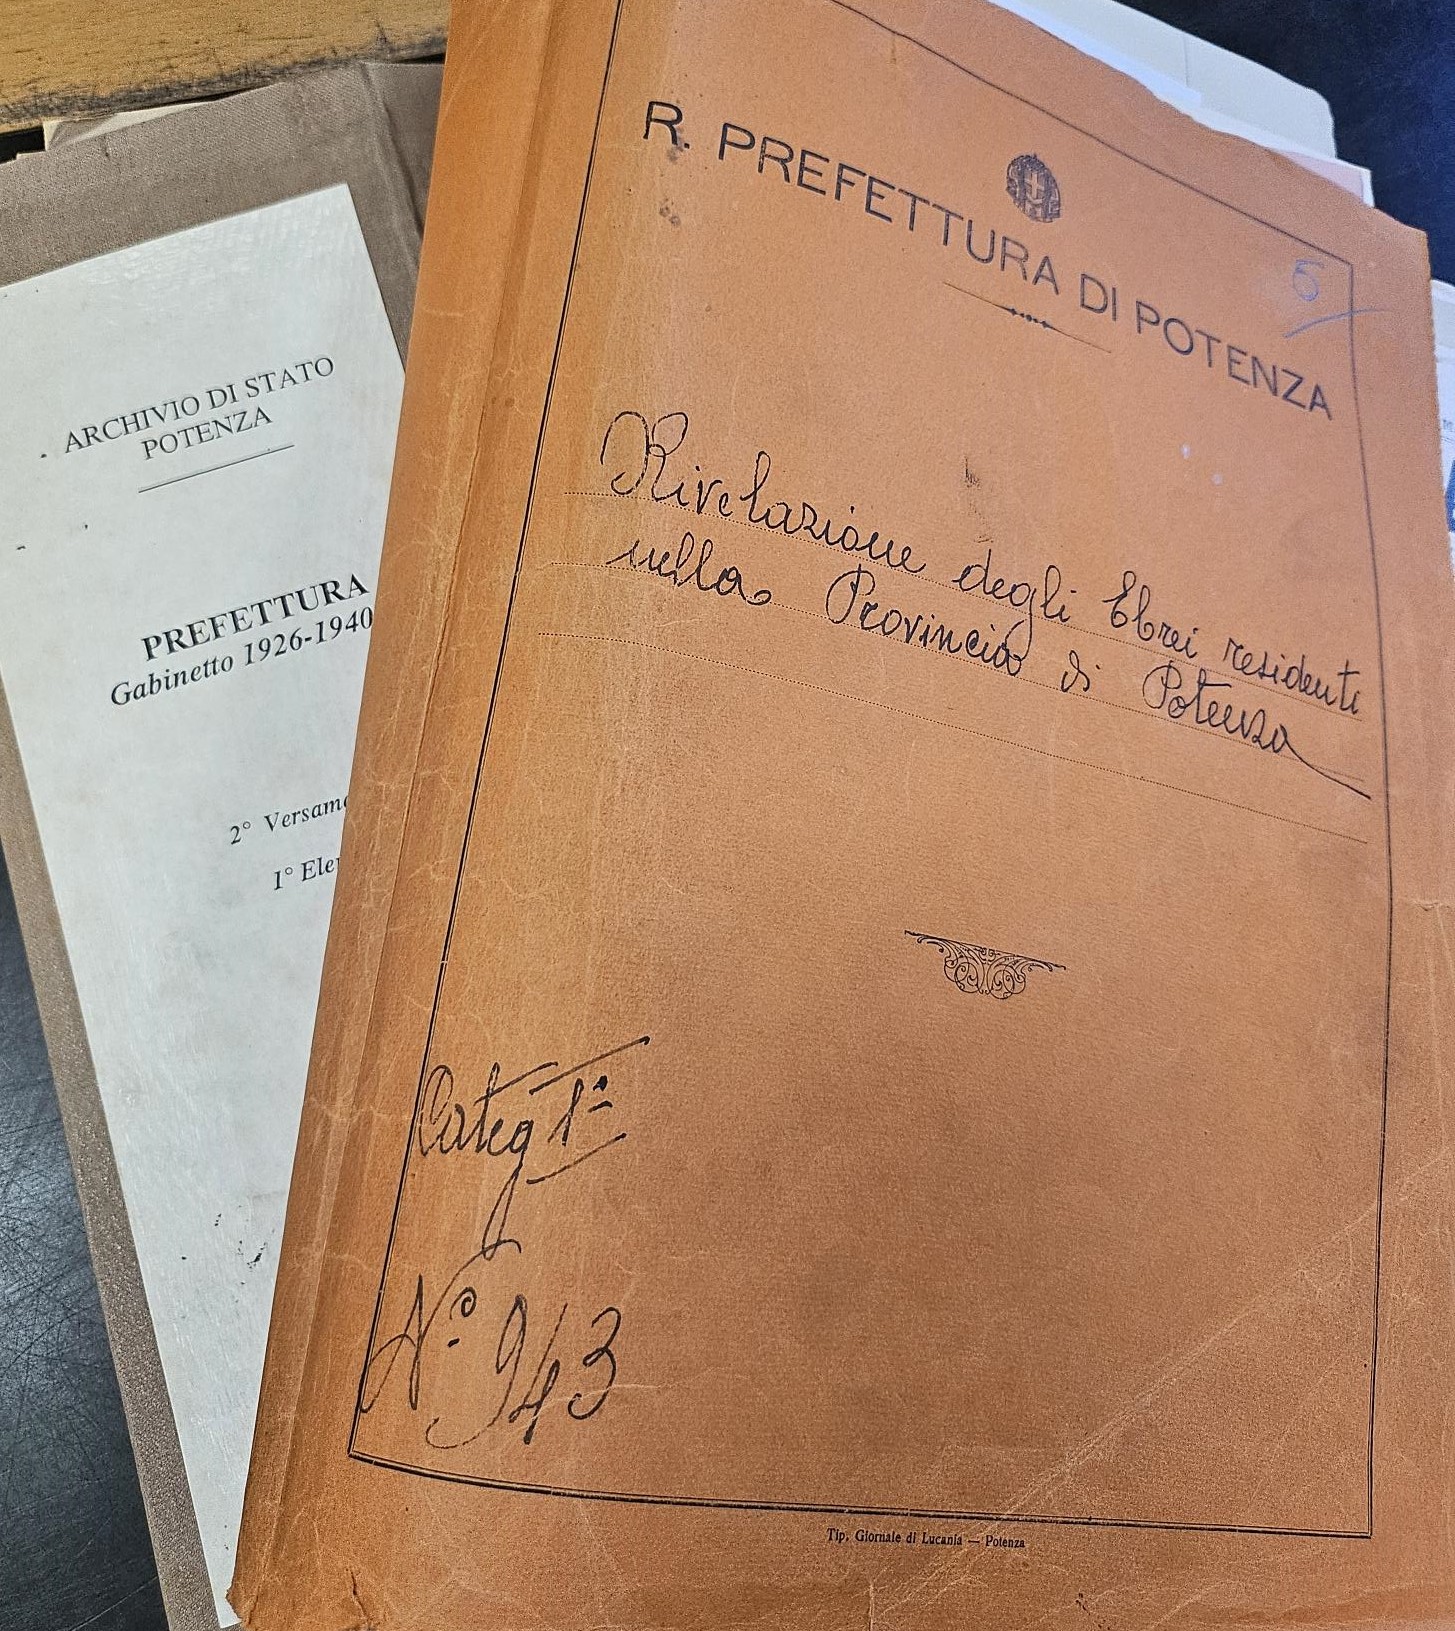 ARCHIVIO DI STATO
POTENZA
PREFETTURA
Gabinetto 1926-1940
2° Versam
1° Ele
R. PREFETTURA DI POTENZA
5
Rivelazione degli Ebrei residenti
nella Provincia di Potenza
Categ 1ª
Nº 943
Tip. Giornale di Lucania — Potenza